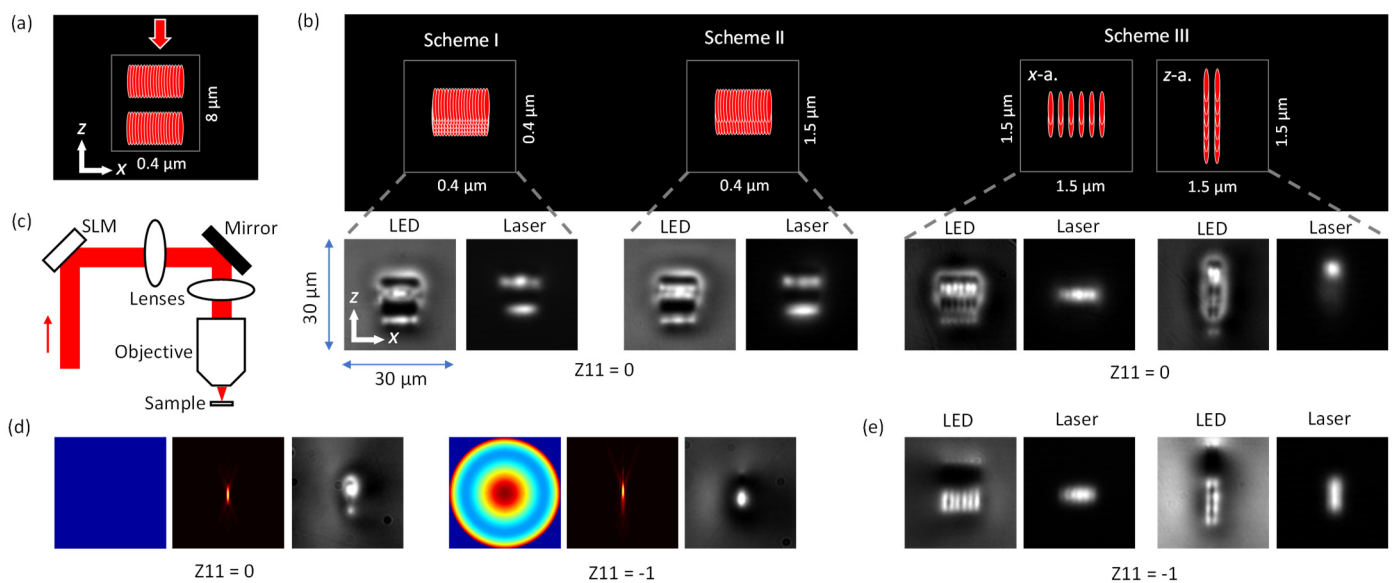 (a)
z
x
0.4 µm
8 µm
(b)
Scheme I
Scheme II
Scheme III
0.4 µm
0.4 µm
1.5 µm
0.4 µm
x-a.
1.5 µm
1.5 µm
z-a.
1.5 µm
1.5 µm
LED
Laser
LED
Laser
LED
Laser
LED
Laser
30 µm
z
x
30 µm
Z11 = 0
Z11 = 0
(c)
SLM
Mirror
Lenses
Objective
Sample
(d)
Z11 = 0
Z11 = -1
(e)
LED
Laser
LED
Laser
Z11 = -1